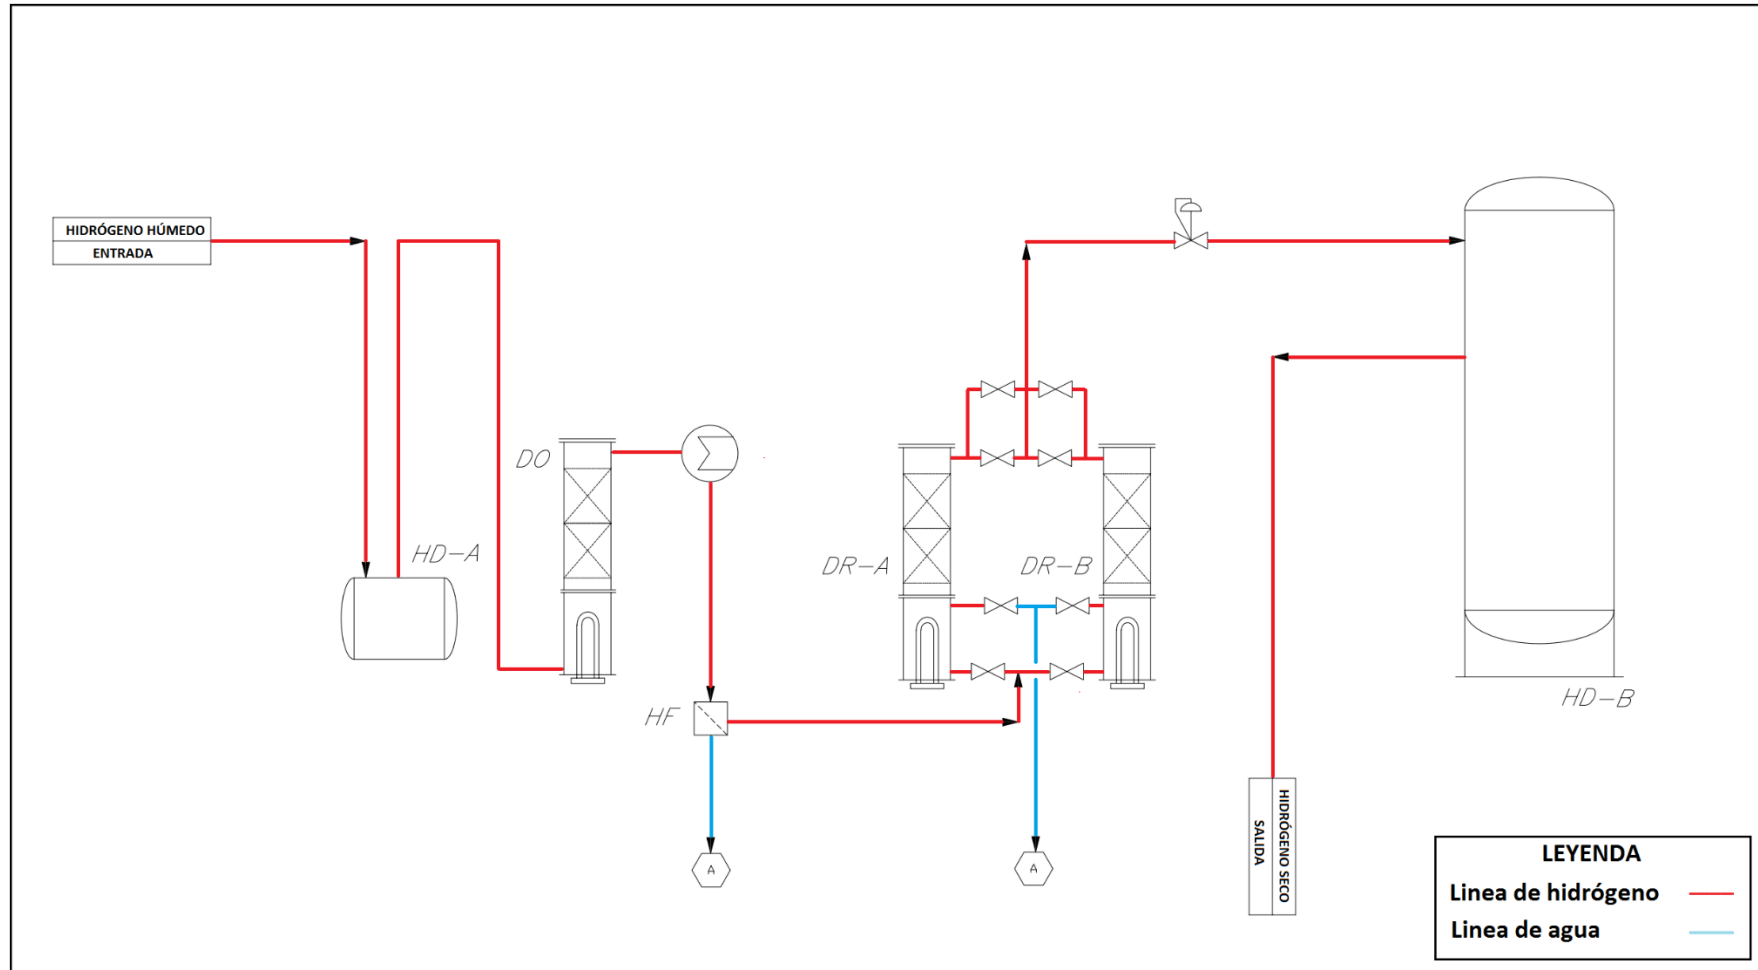 HIDRÓGENO HÚMEDO
ENTRADA
HD-A
DO
HF
A
DR-A
DR-B
A
HD-B
HIDRÓGENO SECO
SALIDA
LEYENDA
Linea de hidrógeno
Linea de agua